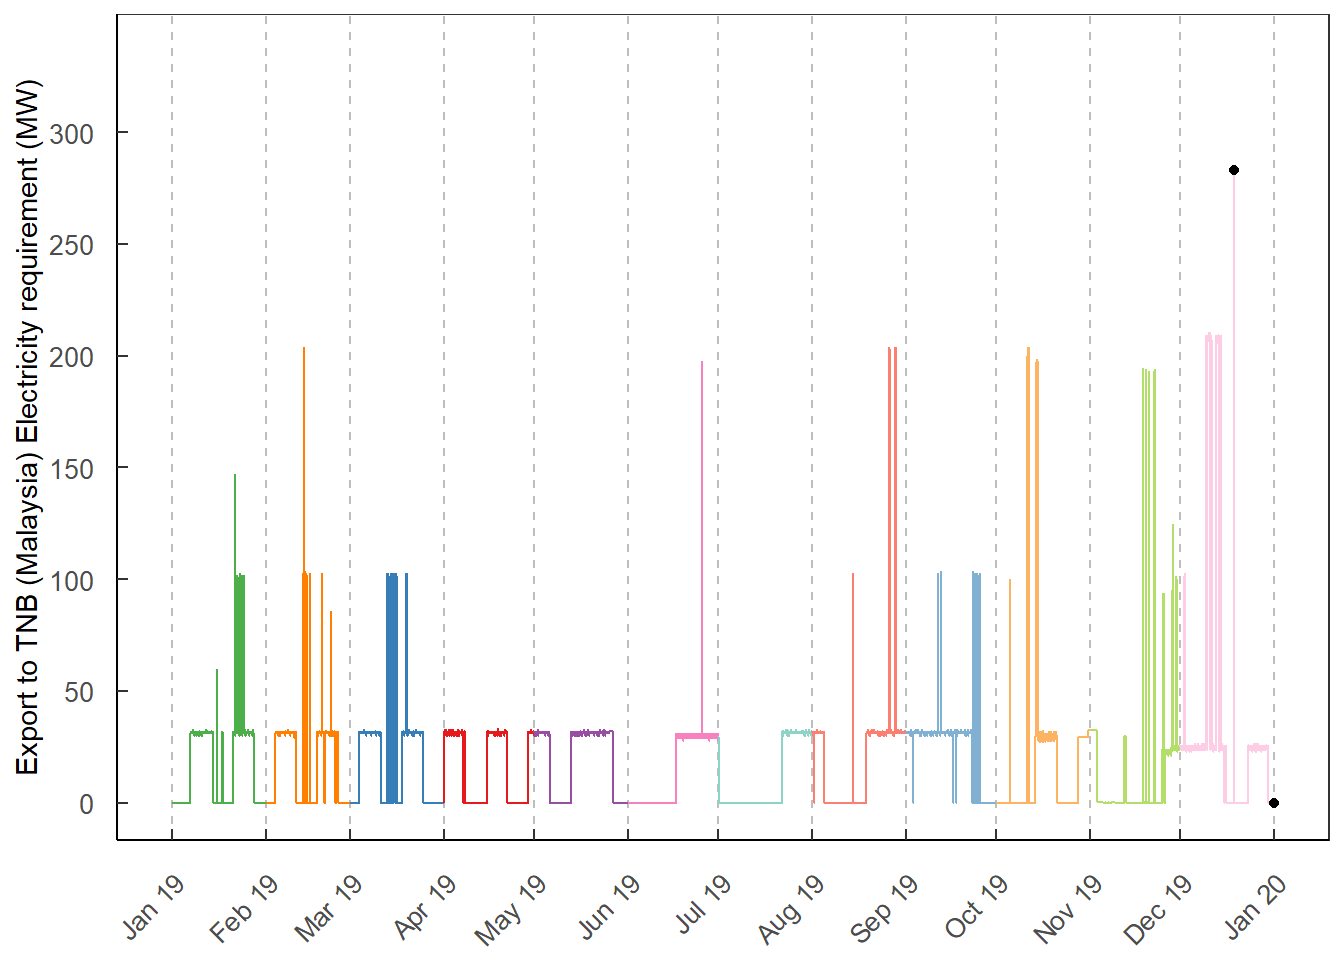 Export to TNB (Malaysia) Electricity requirement (MW)
300
250
200
150
100
50
0
Jan 19
Feb 19
Mar 19
Apr 19
May 19
Jun 19
Jul 19
Aug 19
Sep 19
Oct 19
Nov 19
Dec 19
Jan 20